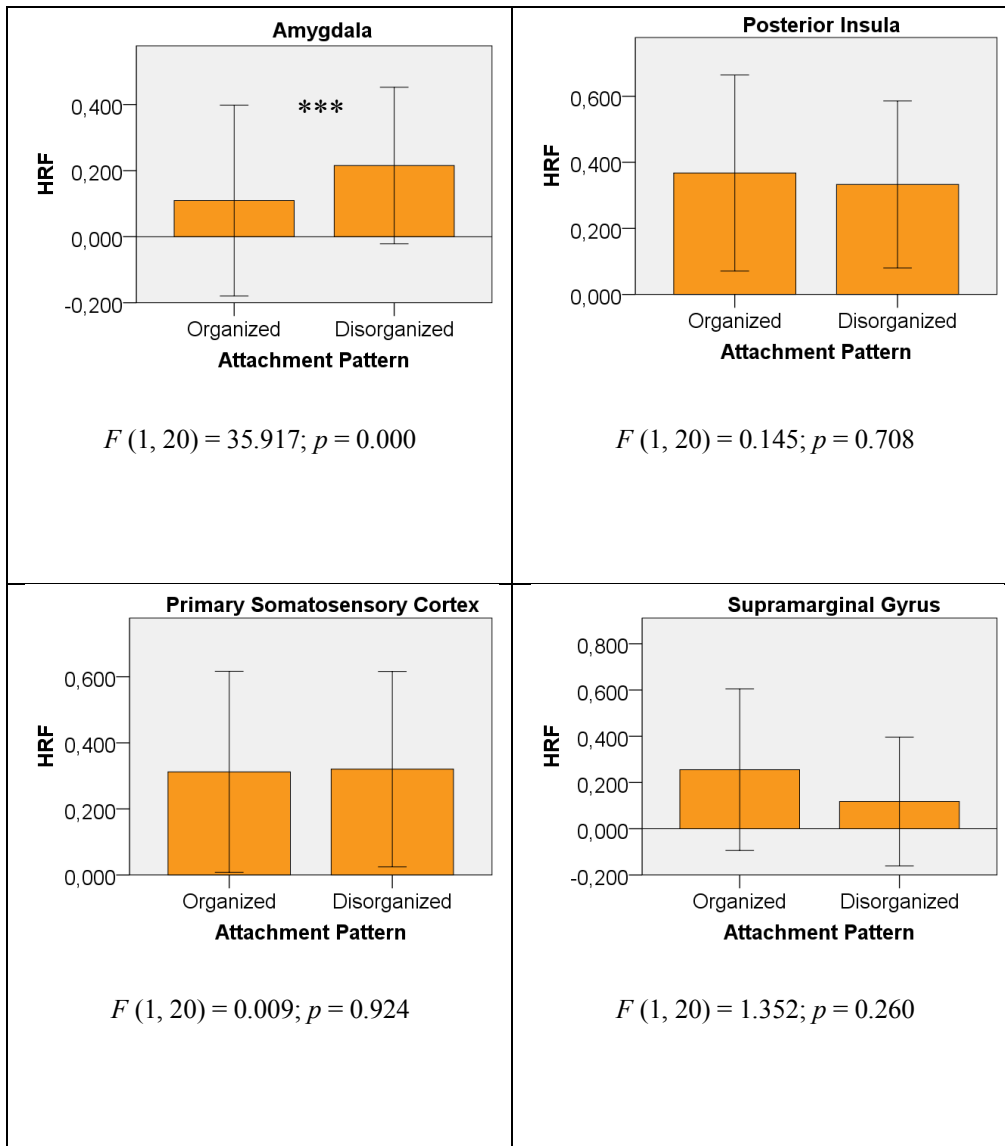 Amygdala
0,400
0,200
0,000
-0,200
HRF
***
Organized Disorganized
Attachment Pattern
F (1, 20) = 35.917; p = 0.000
Posterior Insula
0,600
0,400
0,200
0,000
HRF
Organized Disorganized
Attachment Pattern
F (1, 20) = 0.145; p = 0.708
Primary Somatosensory Cortex
0,600
0,400
0,200
0,000
HRF
Organized Disorganized
Attachment Pattern
F (1, 20) = 0.009; p = 0.924
Supramarginal Gyrus
0,800
0,600
0,400
0,200
0,000
-0,200
HRF
Organized Disorganized
Attachment Pattern
F (1, 20) = 1.352; p = 0.260